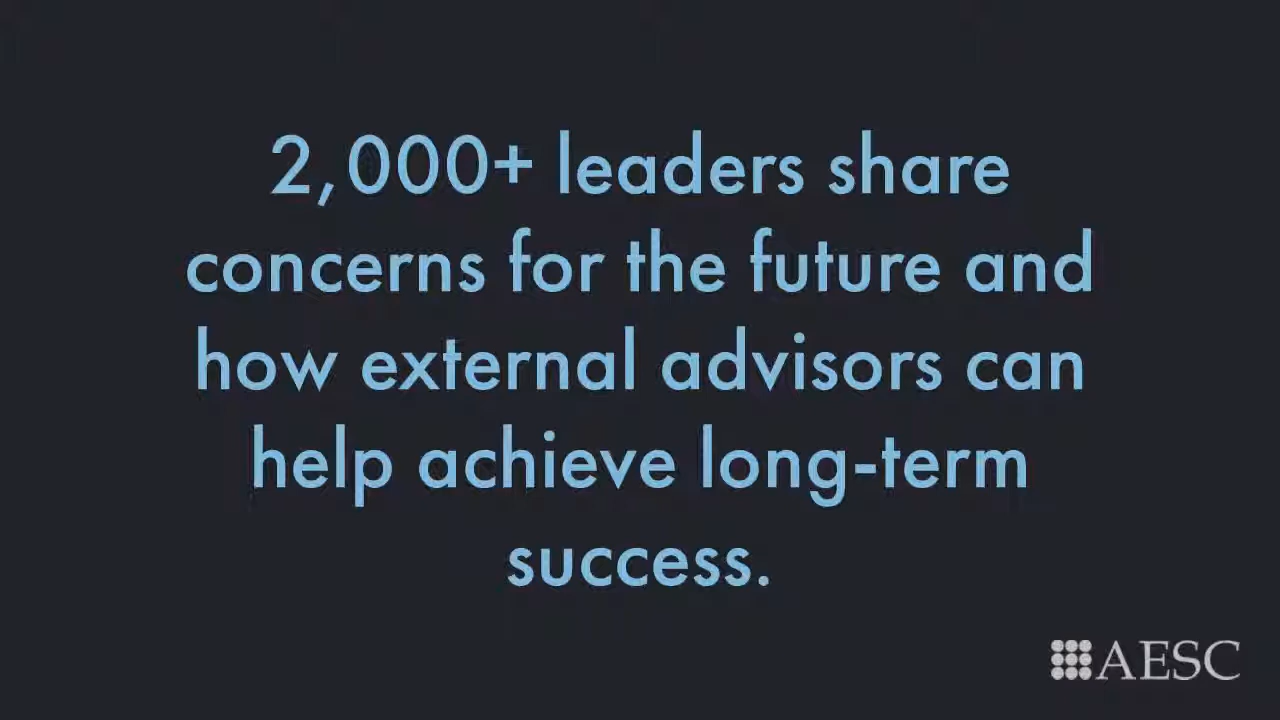 2,000+ leaders share
concerns for the future and
how external advisors can
help achieve long-term
success.
AESC